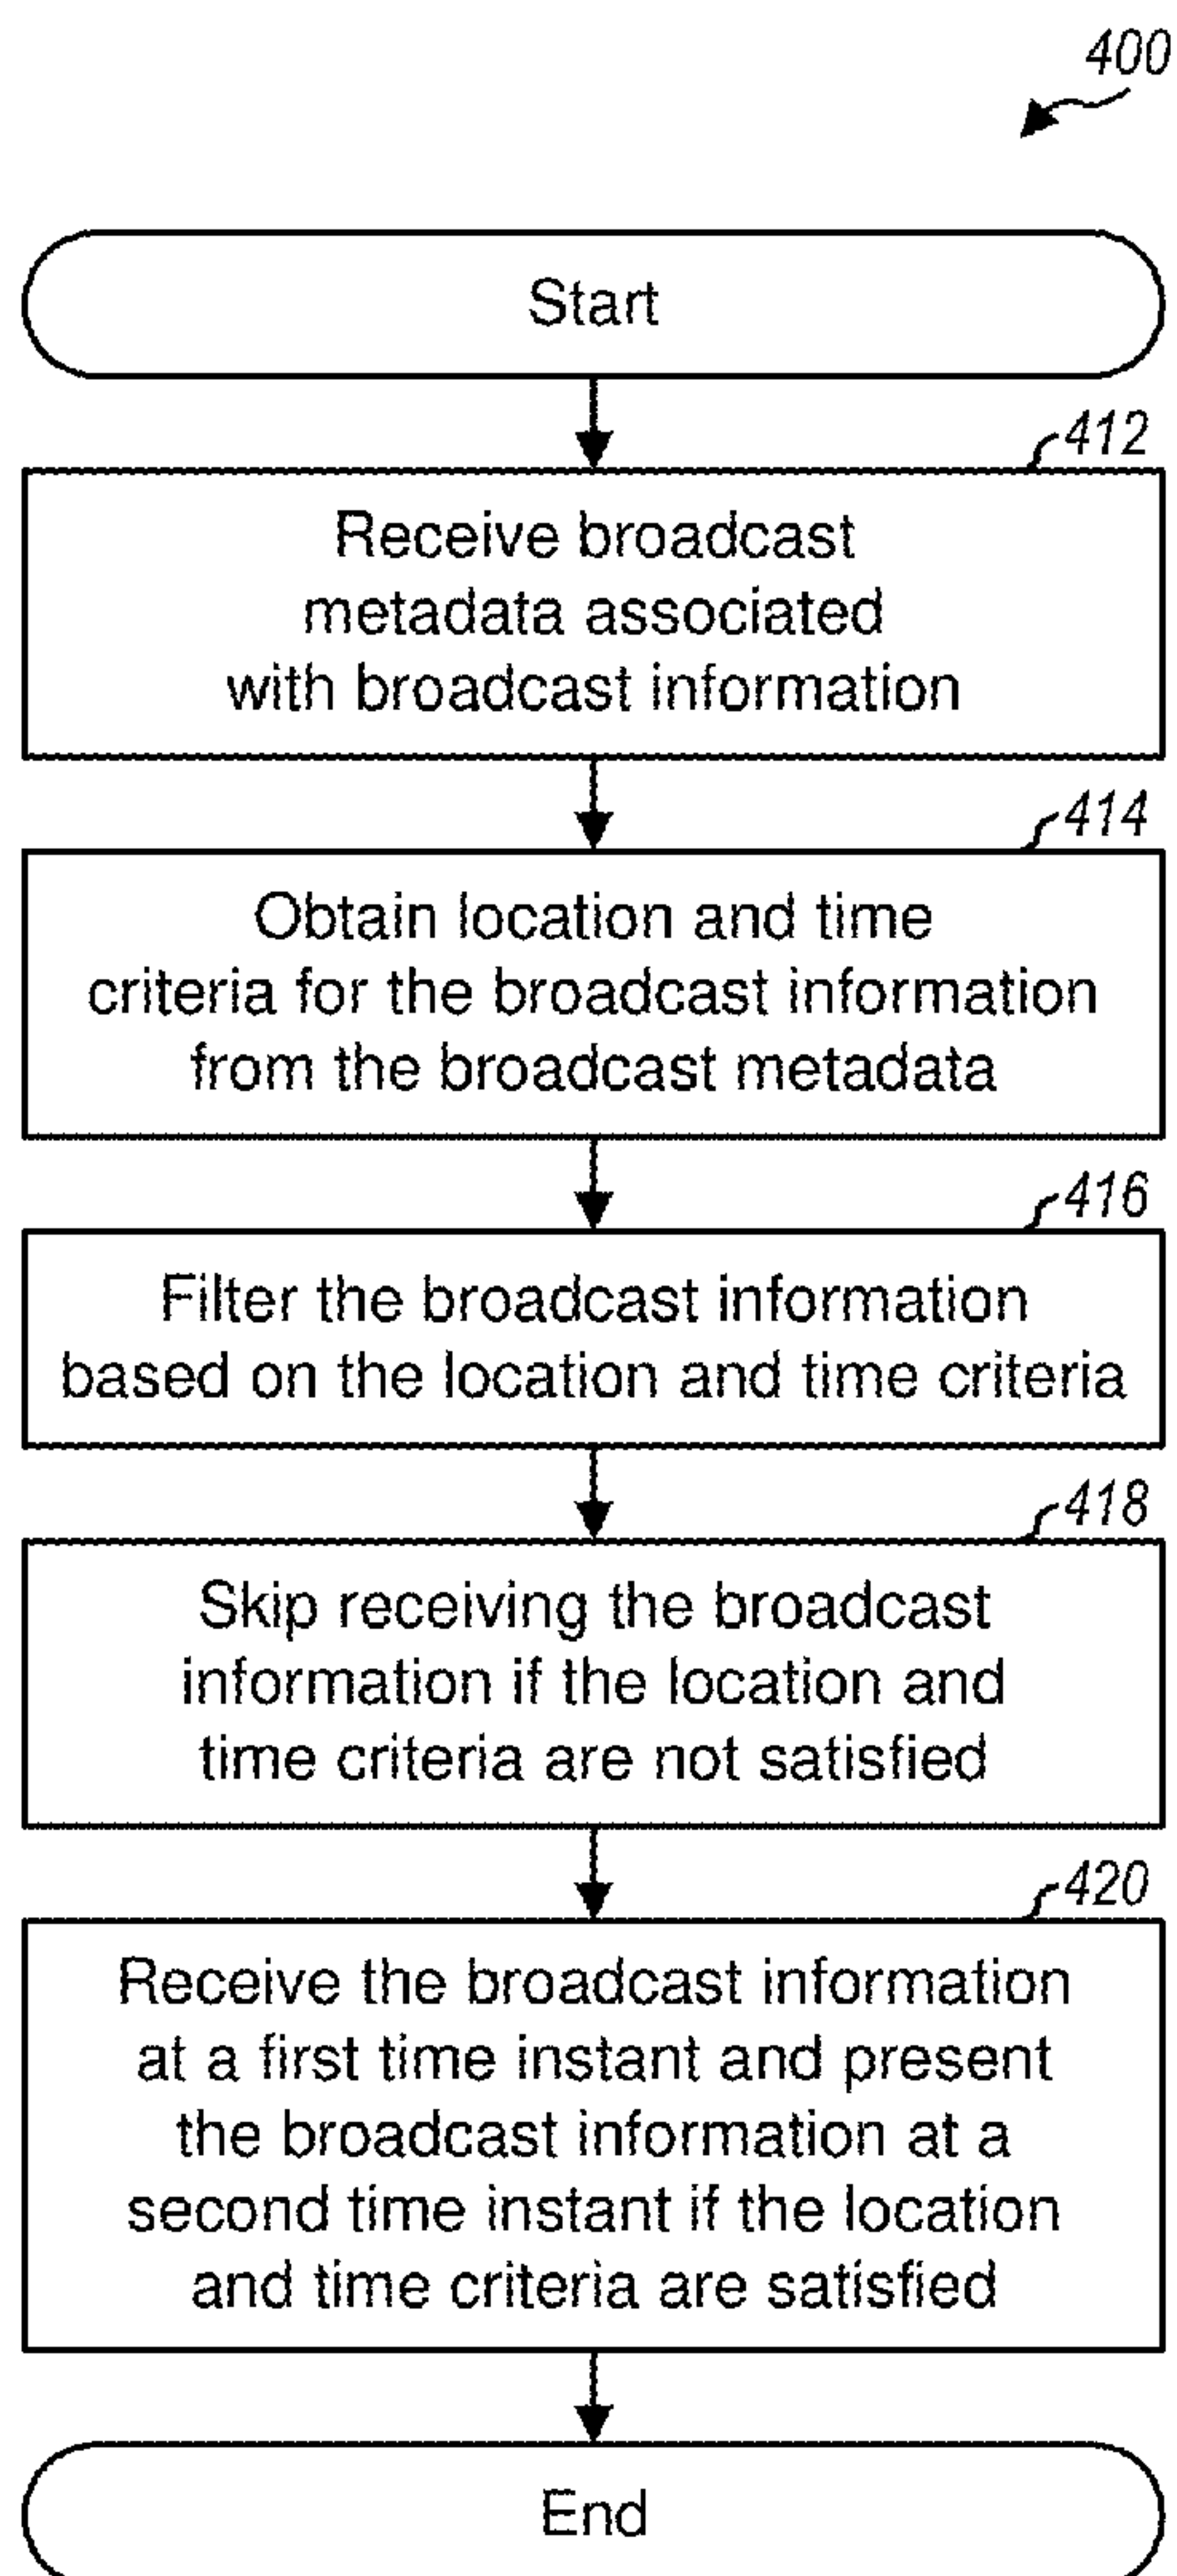 400
Start
412
Receive broadcast
metadata associated
with broadcast information
414
Obtain location and time
criteria for the broadcast information
from the broadcast metadata
416
Filter the broadcast information
based on the location and time criteria
418
Skip receiving the broadcast
information if the location and
time criteria are not satisfied
420
Receive the broadcast information
at a first time instant and present
the broadcast information at a
second time instant if the location
and time criteria are satisfied
End